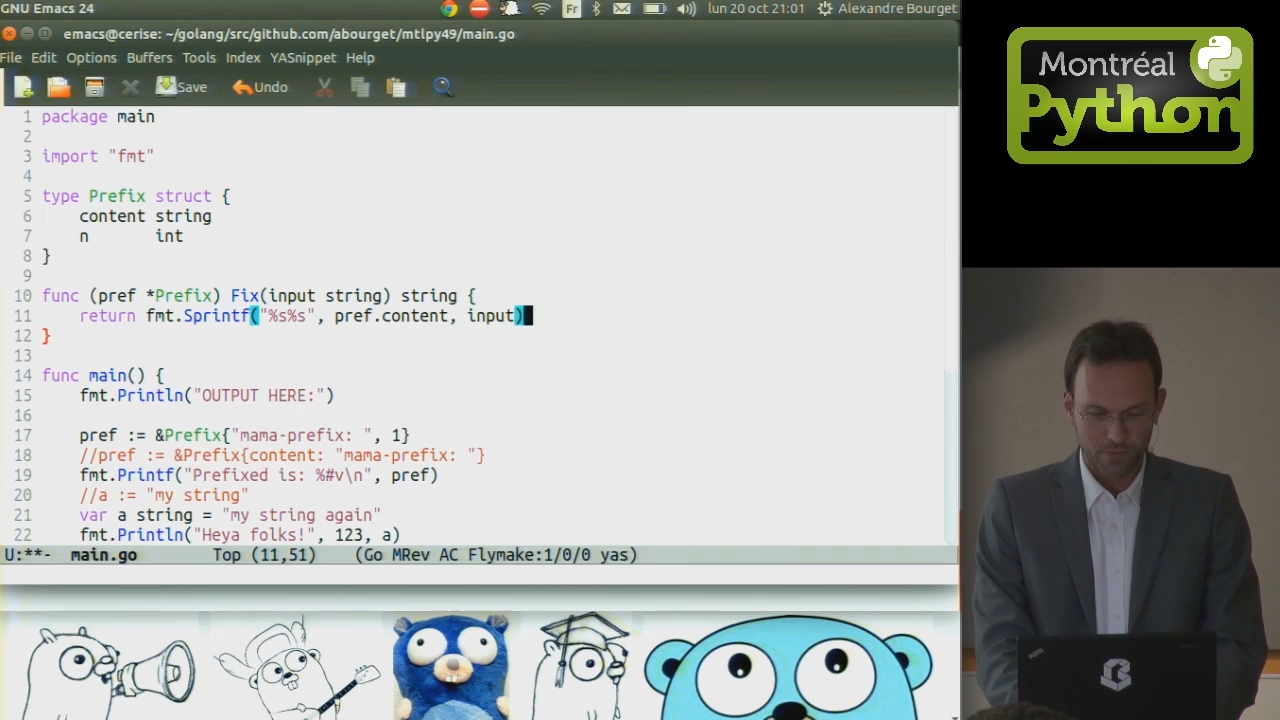 GNU Emacs 24
Fr
lun 20 oct 21:01
Alexandre Bourget
emacs@cerise: ~/golang/src/github.com/abourget/mtlpy49/main.go
File Edit Options Buffers Tools Index YASnippet Help
Save Undo
1 package main
2
3 import "fmt"
4
5 type Prefix struct {
6 content string
7 n int
8 }
9
10 func (pref *Prefix) Fix(input string) string {
11 return fmt.Sprintf("%s%s", pref.content, input)
12 }
13
14 func main() {
15 fmt.Println("OUTPUT HERE:")
16
17 pref := &Prefix{"mama-prefix: ", 1}
18 //pref := &Prefix{content: "mama-prefix: "}
19 fmt.Printf("Prefixed is: %#v\n", pref)
20 //a := "my string"
21 var a string = "my string again"
22 fmt.Println("Heya folks!", 123, a)
U:**- main.go Top (11,51) (Go MRev AC Flymake:1/0/0 yas)
Montréal
Python